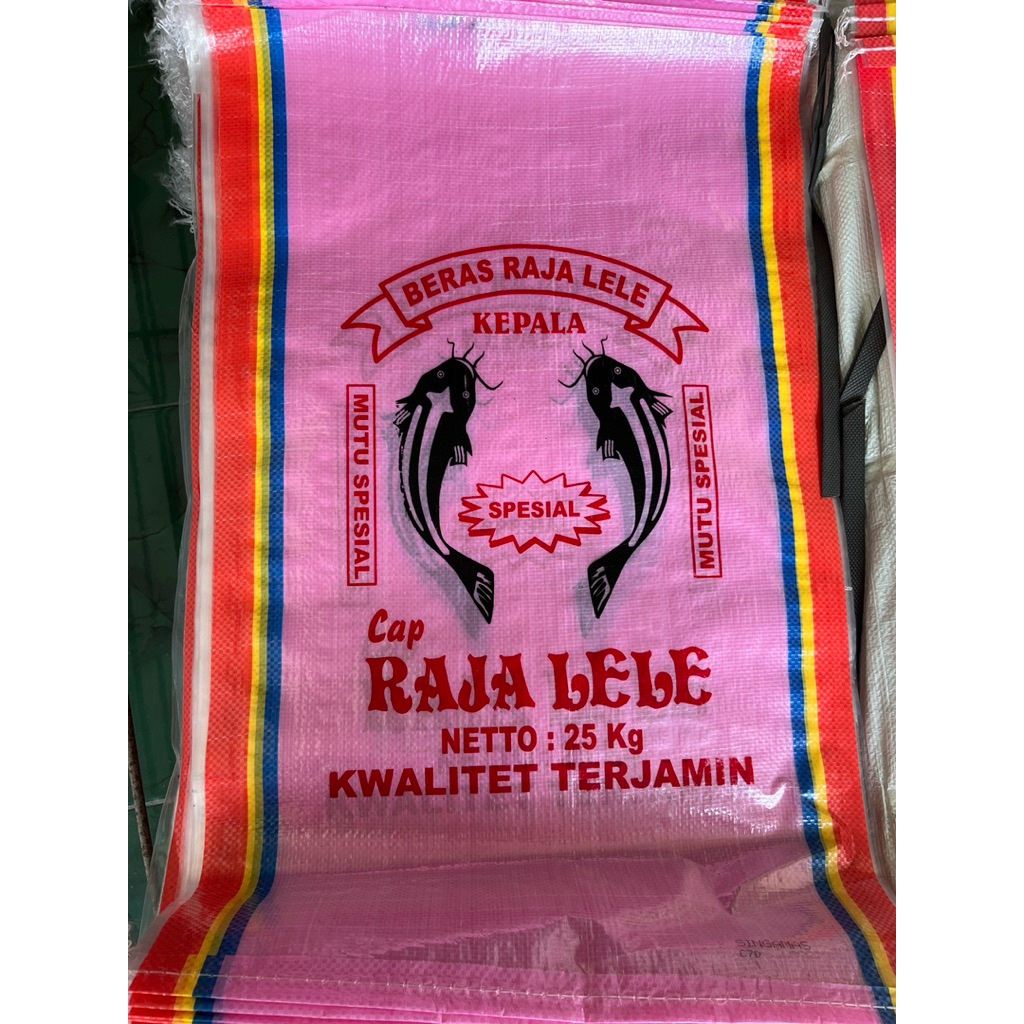 BERAS RAJA LELE
KEPALA
MUTU SPESIAL
SPESIAL
MUTU SPESIAL
Cap
RAJA LELE
NETTO : 25 Kg
KWALITET TERJAMIN